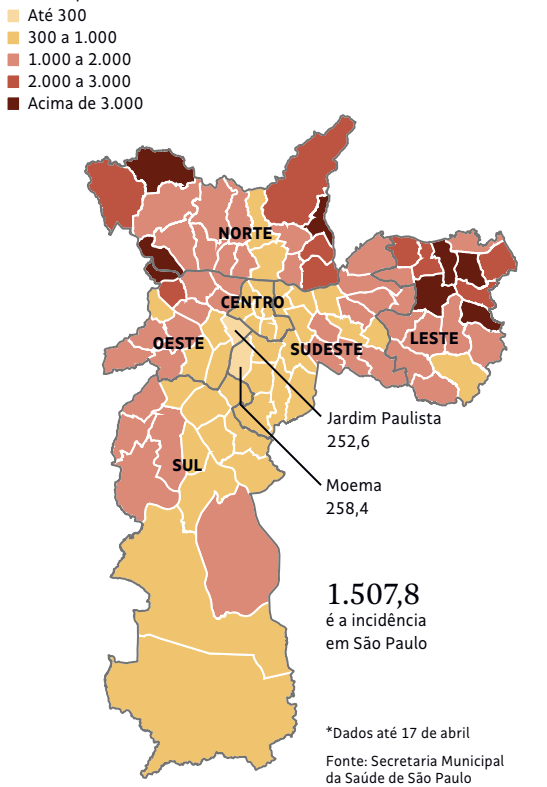 Até 300
300 a 1.000
1.000 a 2.000
2.000 a 3.000
Acima de 3.000
NORTE
CENTRO
OESTE
SUDESTE
LESTE
Jardim Paulista
252,6
SUL
Moema
258,4
1.507,8
é a incidência
em São Paulo
*Dados até 17 de abril
Fonte: Secretaria Municipal
da Saúde de São Paulo